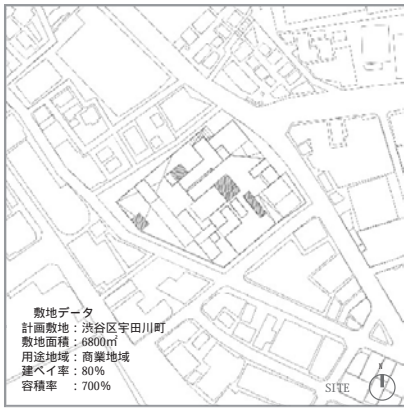 敷地データ
計画敷地：渋谷区宇田川町
敷地面積：6800㎡
用途地域：商業地域
建ペイ率：80%
容積率　：700%
SITE
N